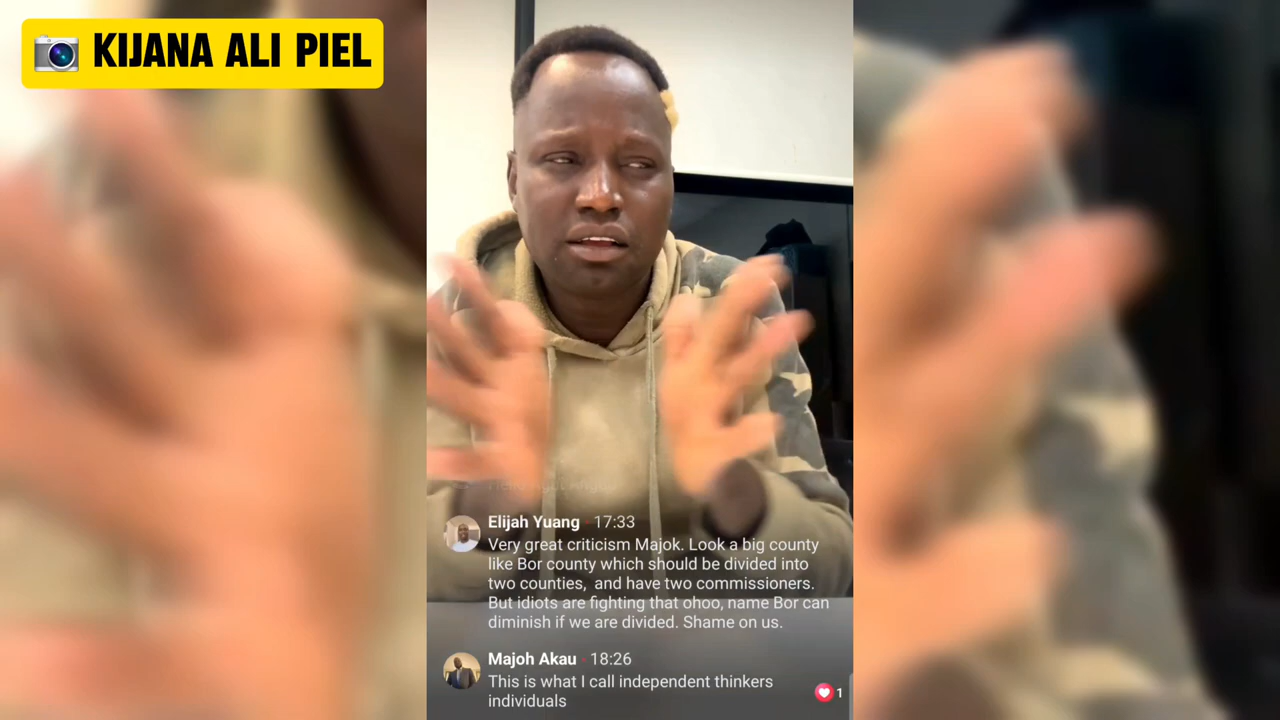 KIJANA ALI PIEL
Elijah Yuang 17:33
Very great criticism Majok. Look a big county
like Bor county which should be divided into
two counties, and have two commissioners.
But idiots are fighting that ohoo, name Bor can
diminish if we are divided. Shame on us.
Majoh Akau 18:26
This is what I call independent thinkers
individuals
1